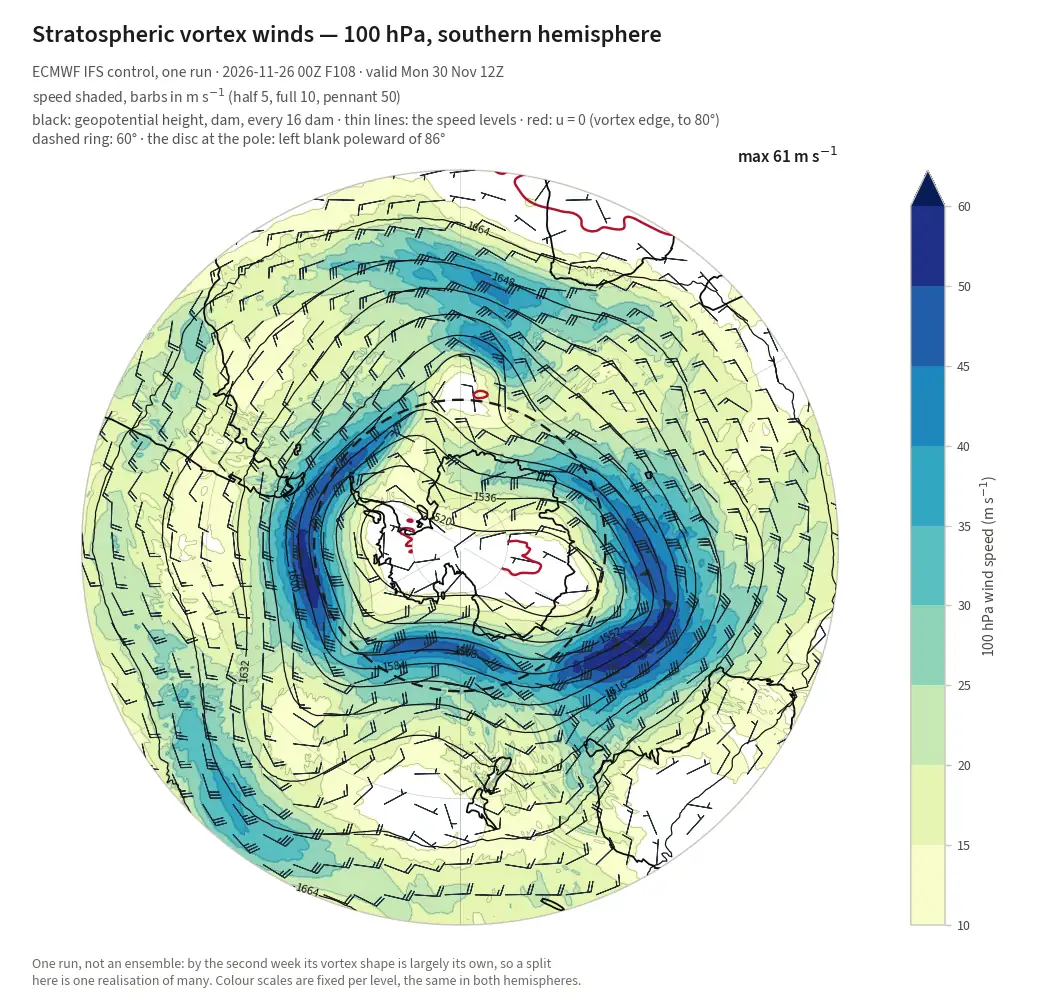 Stratospheric vortex winds — 100 hPa, southern hemisphere
ECMWF IFS control, one run · 2026-11-26 00Z F108 · valid Mon 30 Nov 12Z
speed shaded, barbs in m s⁻¹ (half 5, full 10, pennant 50)
black: geopotential height, dam, every 16 dam · thin lines: the speed levels · red: u = 0 (vortex edge, to 80°)
dashed ring: 60° · the disc at the pole: left blank poleward of 86°
max 61 m s⁻¹
60
50
45
40
35
30
25
20
15
10
100 hPa wind speed (m s⁻¹)
1664
1648
1536
1520
1600
1552
1568
1584
1616
1632
1664
One run, not an ensemble: by the second week its vortex shape is largely its own, so a split
here is one realisation of many. Colour scales are fixed per level, the same in both hemispheres.